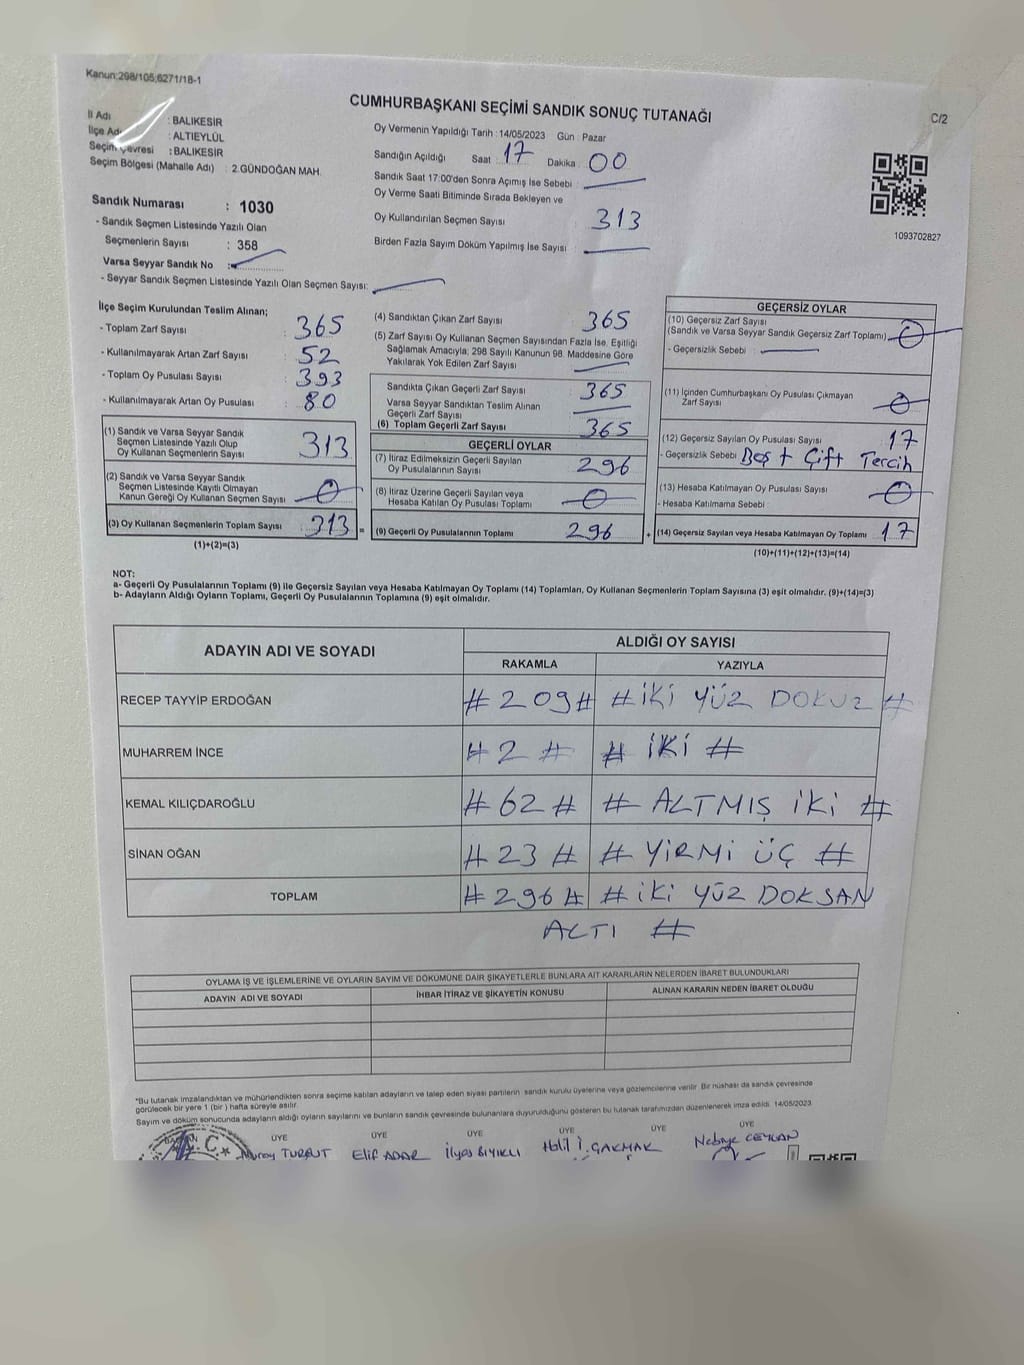 Kanun:298/105;6271/18-1
CUMHURBAŞKANI SEÇİMİ SANDIK SONUÇ TUTANAĞI
C/2
İl Adı : BALIKESİR
İlçe Adı : ALTIEYLÜL
Seçim Çevresi : BALIKESİR
Seçim Bölgesi (Mahalle Adı) : 2.GÜNDOĞAN MAH.
Oy Vermenin Yapıldığı Tarih : 14/05/2023 Gün : Pazar
Sandığın Açıldığı Saat 17 Dakika : 00
Sandık Saat 17:00'den Sonra Açımış İse Sebebi :
Oy Verme Saati Bitiminde Sırada Bekleyen ve
Oy Kullandırılan Seçmen Sayısı 313
Birden Fazla Sayım Döküm Yapılmış İse Sayısı :
1093702827
Sandık Numarası : 1030
- Sandık Seçmen Listesinde Yazılı Olan
Seçmenlerin Sayısı : 358
Varsa Seyyar Sandık No :
- Seyyar Sandık Seçmen Listesinde Yazılı Olan Seçmen Sayısı:
İlçe Seçim Kurulundan Teslim Alınan;
- Toplam Zarf Sayısı : 365
- Kullanılmayarak Artan Zarf Sayısı : 52
- Toplam Oy Pusulası Sayısı : 393
- Kullanılmayarak Artan Oy Pusulası : 80
(1) Sandık ve Varsa Seyyar Sandık
Seçmen Listesinde Yazılı Olup
Oy Kullanan Seçmenlerin Sayısı 313
(2) Sandık ve Varsa Seyyar Sandık
Seçmen Listesinde Kayıtlı Olmayan
Kanun Gereği Oy Kullanan Seçmen Sayısı 0
(3) Oy Kullanan Seçmenlerin Toplam Sayısı 313 =
(1)+(2)=(3)
(4) Sandıktan Çıkan Zarf Sayısı 365
(5) Zarf Sayısı Oy Kullanan Seçmen Sayısından Fazla İse, Eşitliği
Sağlamak Amacıyla; 298 Sayılı Kanunun 98. Maddesine Göre
Yakılarak Yok Edilen Zarf Sayısı
Sandıkta Çıkan Geçerli Zarf Sayısı 365
Varsa Seyyar Sandıktan Teslim Alınan
Geçerli Zarf Sayısı
(6) Toplam Geçerli Zarf Sayısı 365
GEÇERLİ OYLAR
(7) İtiraz Edilmeksizin Geçerli Sayılan
Oy Pusulalarının Sayısı 296
(8) İtiraz Üzerine Geçerli Sayılan veya
Hesaba Katılan Oy Pusulalarının Toplamı 0
(9) Geçerli Oy Pusulalarının Toplamı 296 +
GEÇERSİZ OYLAR
(10) Geçersiz Zarf Sayısı
(Sandık ve Varsa Seyyar Sandık Geçersiz Zarf Toplamı) 0
- Geçersizlik Sebebi :
(11) İçinden Cumhurbaşkanı Oy Pusulası Çıkmayan
Zarf Sayısı 0
(12) Geçersiz Sayılan Oy Pusulası Sayısı 17
- Geçersizlik Sebebi Boş + Çift Tercih
(13) Hesaba Katılmayan Oy Pusulası Sayısı 0
- Hesaba Katılmama Sebebi
(14) Geçersiz Sayılan veya Hesaba Katılmayan Oy Toplamı 17
(10)+(11)+(12)+(13)=(14)
NOT:
a- Geçerli Oy Pusulalarının Toplamı (9) ile Geçersiz Sayılan veya Hesaba Katılmayan Oy Toplamı (14) Toplamları, Oy Kullanan Seçmenlerin Toplam Sayısına (3) eşit olmalıdır. (9)+(14)=(3)
b- Adayların Aldığı Oyların Toplamı, Geçerli Oy Pusulalarının Toplamına (9) eşit olmalıdır.
ADAYIN ADI VE SOYADI
ALDIĞI OY SAYISI
RAKAMLA YAZIYLA
RECEP TAYYİP ERDOĞAN # 209 # # İKİ YÜZ DOKUZ #
MUHARREM İNCE # 2 # # İKİ #
KEMAL KILIÇDAROĞLU # 62 # # ALTMIŞ İKİ #
SİNAN OĞAN # 23 # # YİRMİ ÜÇ #
TOPLAM # 296 # # İKİ YÜZ DOKSAN
ALTI #
OYLAMA İŞ VE İŞLEMLERİNE VE OYLARIN SAYIM VE DÖKÜMÜNE DAİR ŞİKAYETLERLE BUNLARA AİT KARARLARIN NELERDEN İBARET BULUNDUKLARI
ADAYIN ADI VE SOYADI İHBAR İTİRAZ VE ŞİKAYETİN KONUSU ALINAN KARARIN NEDEN İBARET OLDUĞU
*Bu tutanak imzalandıktan ve mühürlendikten sonra seçime katılan adayların ve talep eden siyasi partilerin sandık kurulu üyelerine veya gözlemcilerine verilir. Bir nüshası da sandık çevresinde
görülecek bir yere 1 (bir) hafta süreyle asılır.
Sayım ve döküm sonucunda adayların aldığı oyların sayılarını ve bunların sandık çevresinde bulunanlara duyurulduğunu gösteren bu tutanak tarafımızdan düzenlenerek imza edildi. 14/05/2023
ÜYE ÜYE ÜYE ÜYE ÜYE ÜYE
Nuray TURGUT Elif ADAR İlyas BIYIKLI Halil İ. ÇAKMAK Nebiye CEYLAN